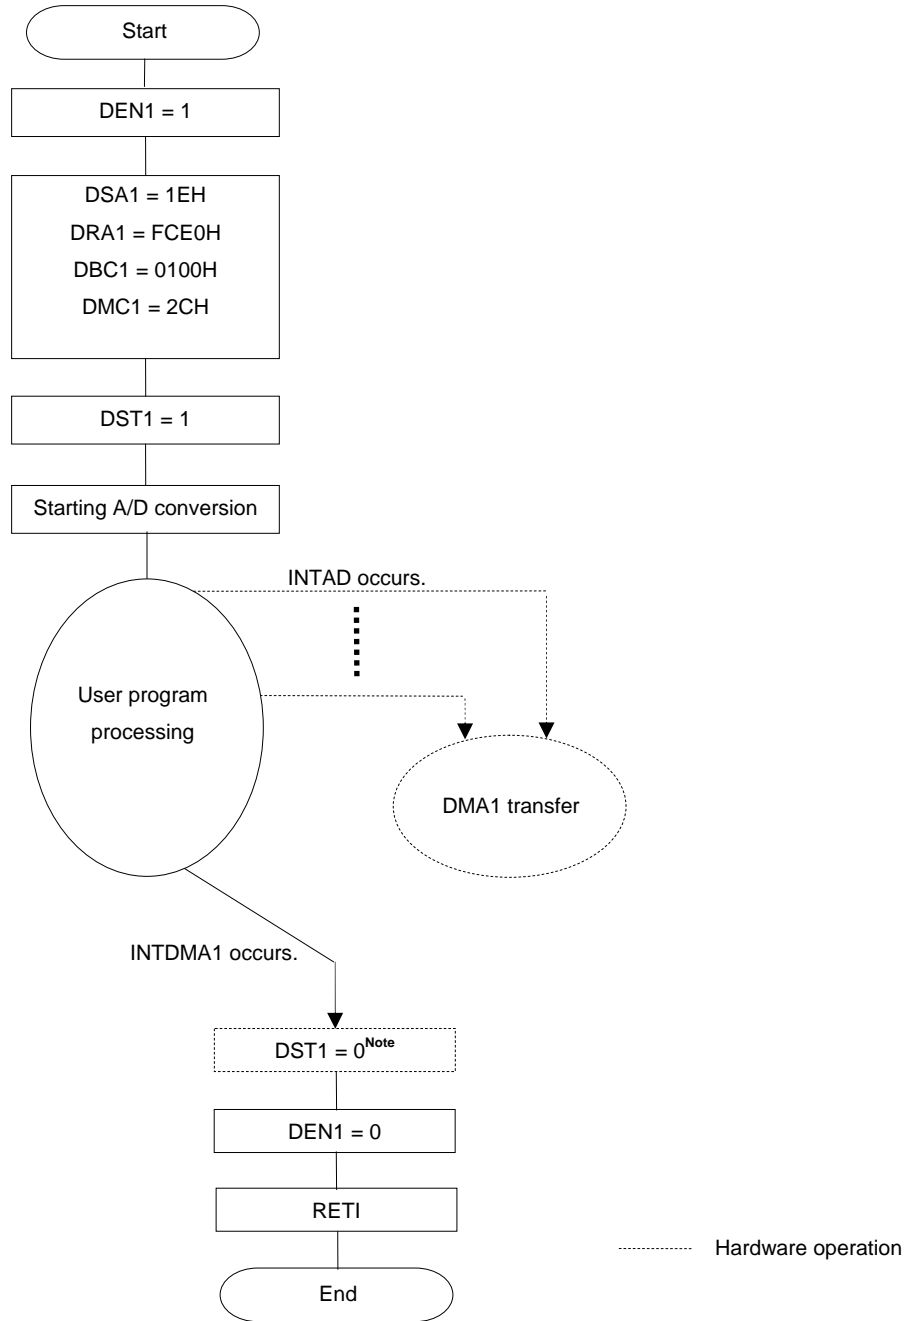 Start
DEN1 = 1
DSA1 = 1EH
DRA1 = FCE0H
DBC1 = 0100H
DMC1 = 2CH
DST1 = 1
Starting A/D conversion
INTAD occurs.
User program
processing
DMA1 transfer
INTDMA1 occurs.
DST1 = 0Note
DEN1 = 0
RETI
Hardware operation
End